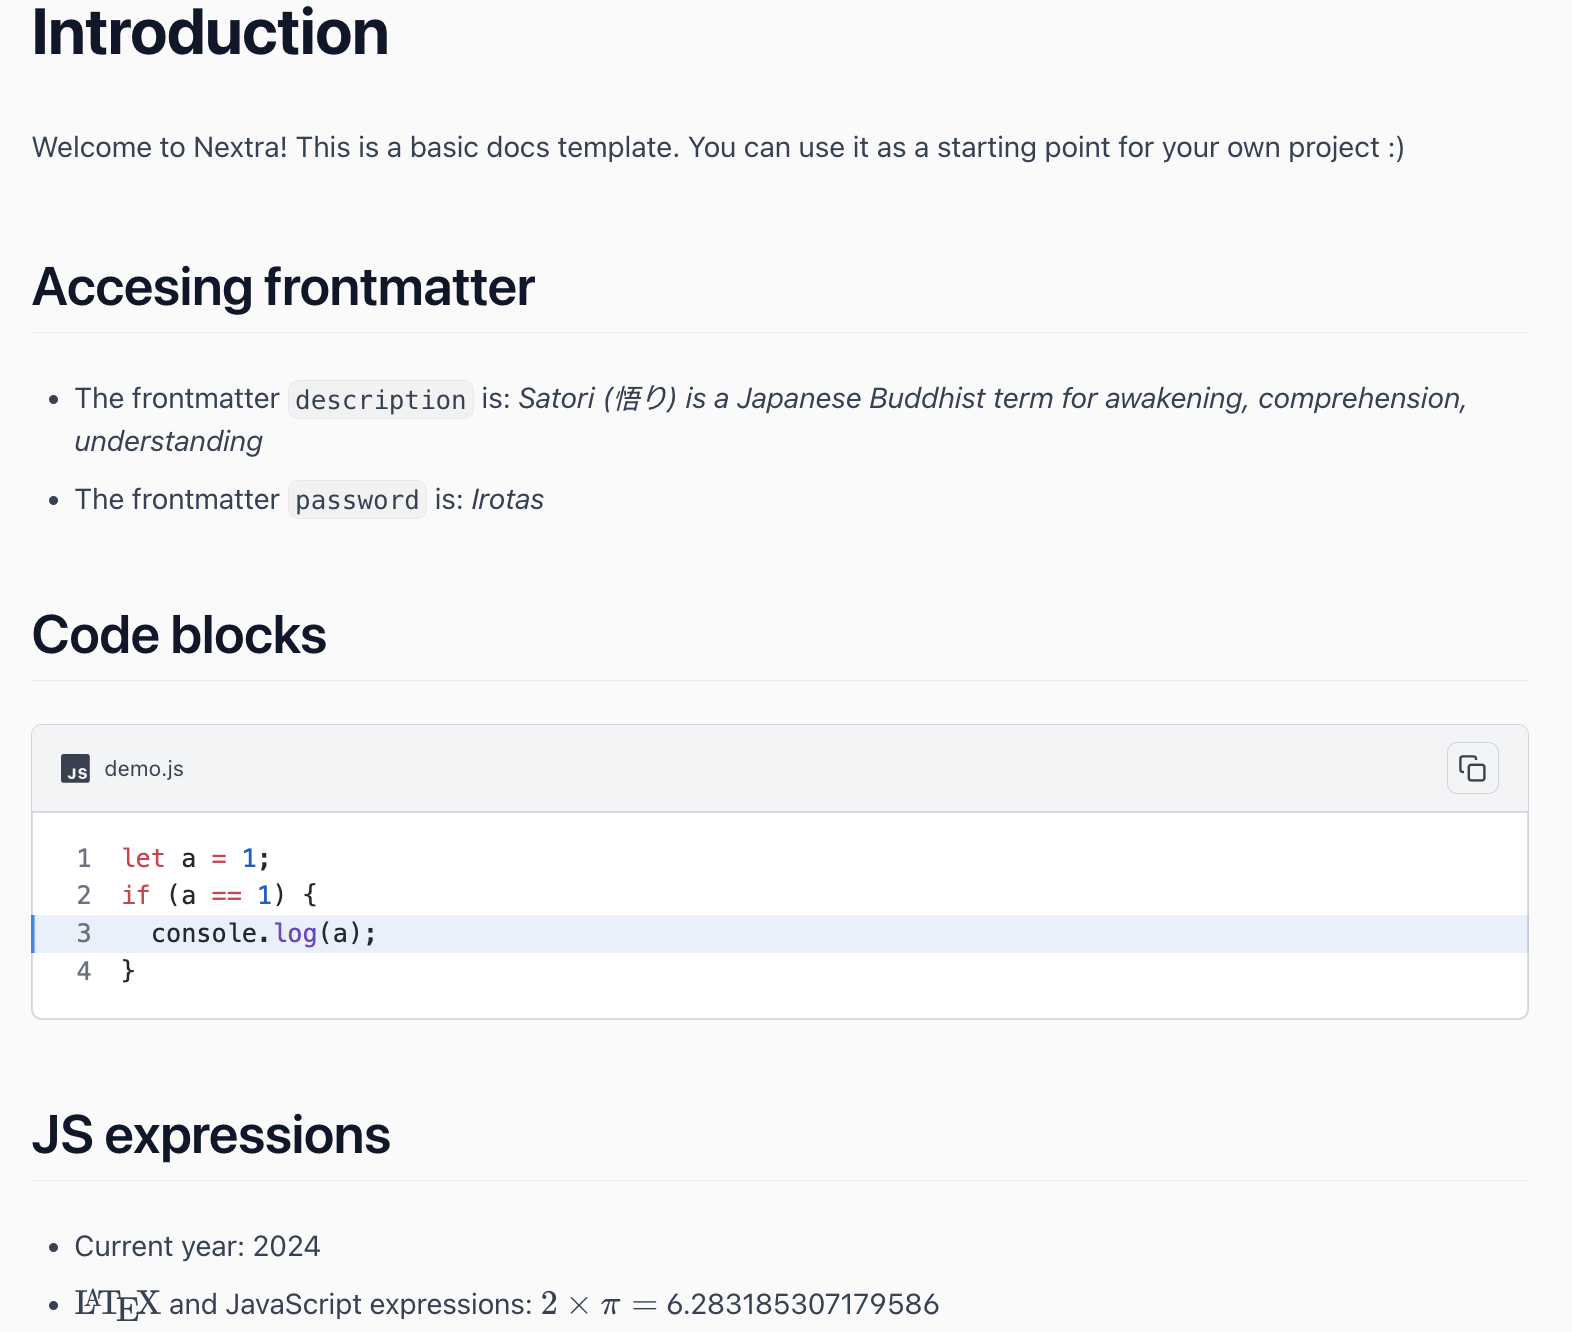 Introduction
Welcome to Nextra! This is a basic docs template. You can use it as a starting point for your own project :)
Accesing frontmatter
• The frontmatter description is: Satori (悟り) is a Japanese Buddhist term for awakening, comprehension,
understanding
• The frontmatter password is: Irotas
Code blocks
JS demo.js
1 let a = 1;
2 if (a == 1) {
3   console.log(a);
4 }
JS expressions
• Current year: 2024
• LATEX and JavaScript expressions: 2 × π = 6.283185307179586